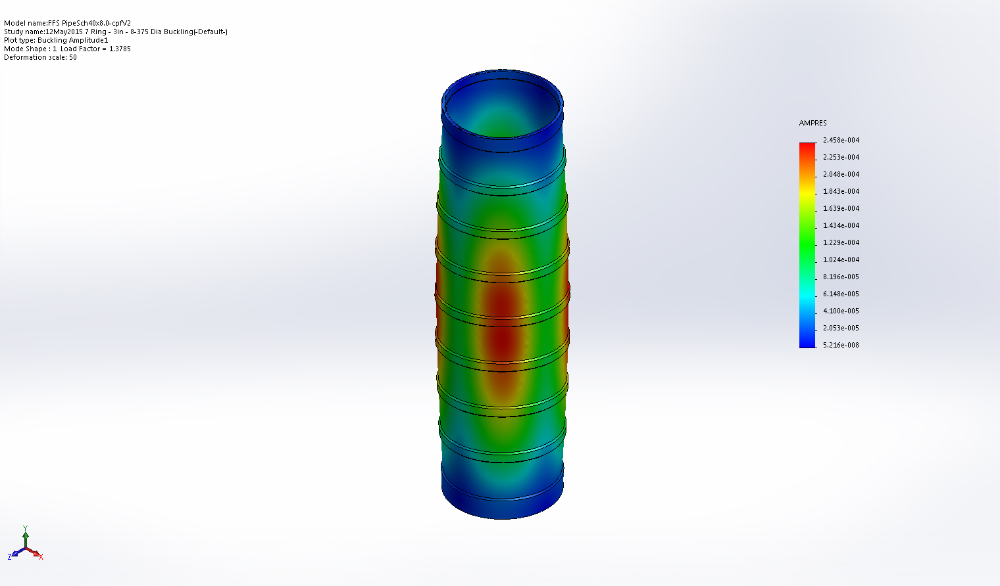 Model name:FFS PipeSch40x8.0-cpfV2
Study name:12May2015 7 Ring - 3in - 8-375 Dia Buckling(-Default-)
Plot type: Buckling Amplitude1
Mode Shape : 1 Load Factor = 1.3785
Deformation scale: 50
AMPRES
2.458e-004
2.253e-004
2.048e-004
1.843e-004
1.639e-004
1.434e-004
1.229e-004
1.024e-004
8.196e-005
6.148e-005
4.100e-005
2.053e-005
5.216e-008
Y
Z
X